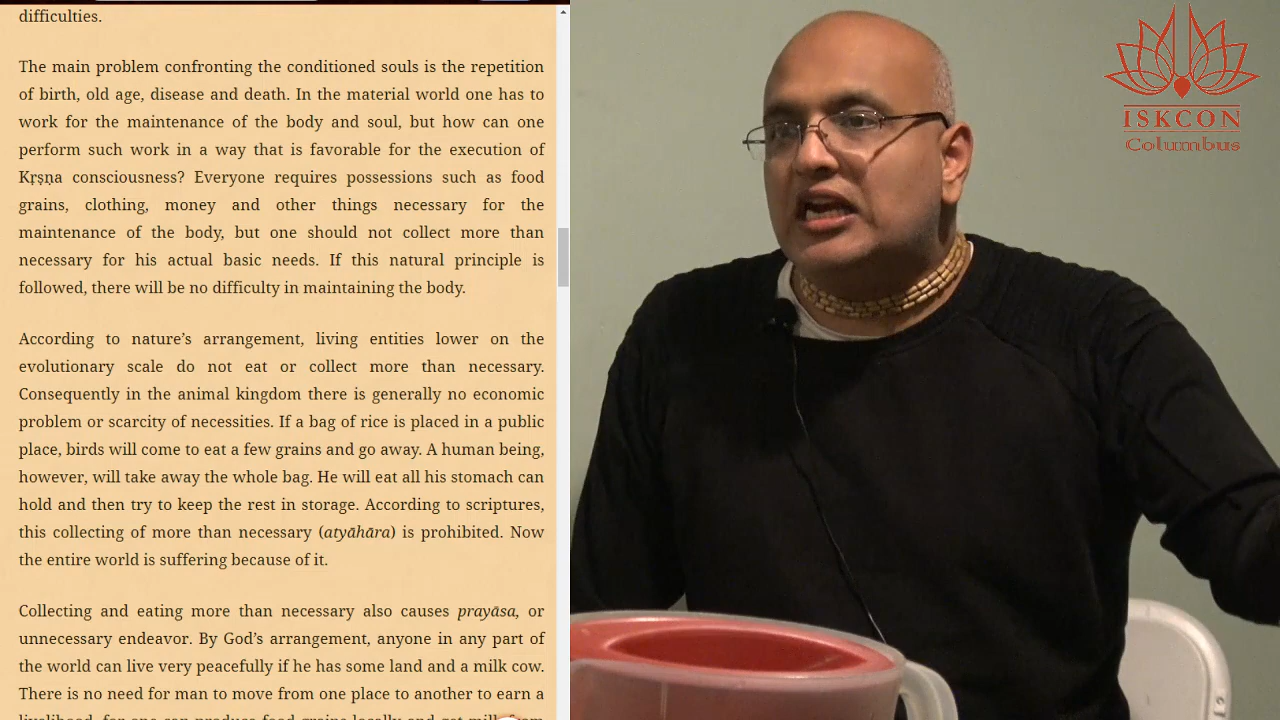 difficulties.
The main problem confronting the conditioned souls is the repetition
of birth, old age, disease and death. In the material world one has to
work for the maintenance of the body and soul, but how can one
perform such work in a way that is favorable for the execution of
Kṛṣṇa consciousness? Everyone requires possessions such as food
grains, clothing, money and other things necessary for the
maintenance of the body, but one should not collect more than
necessary for his actual basic needs. If this natural principle is
followed, there will be no difficulty in maintaining the body.
According to nature’s arrangement, living entities lower on the
evolutionary scale do not eat or collect more than necessary.
Consequently in the animal kingdom there is generally no economic
problem or scarcity of necessities. If a bag of rice is placed in a public
place, birds will come to eat a few grains and go away. A human being,
however, will take away the whole bag. He will eat all his stomach can
hold and then try to keep the rest in storage. According to scriptures,
this collecting of more than necessary (atyāhāra) is prohibited. Now
the entire world is suffering because of it.
Collecting and eating more than necessary also causes prayāsa, or
unnecessary endeavor. By God’s arrangement, anyone in any part of
the world can live very peacefully if he has some land and a milk cow.
There is no need for man to move from one place to another to earn a
livelihood, for one can produce food grains locally and get milk from
ISKCON
Columbus